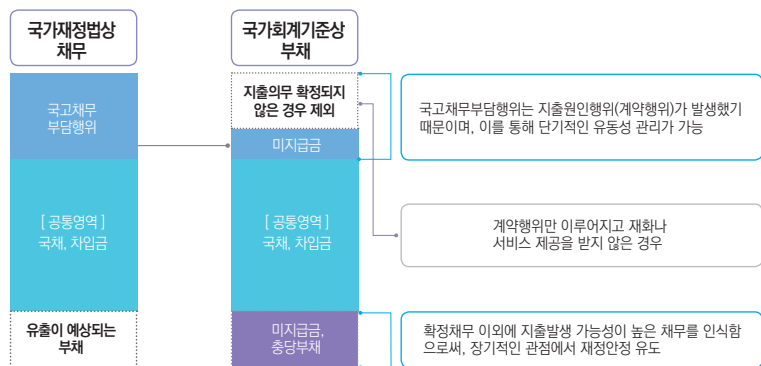 국가재정법상
채무
국가회계기준상
부채
국고채무
부담행위
[ 공통영역 ]
국채, 차입금
유출이 예상되는
부채
지출의무 확정되지
않은 경우 제외
미지급금
[ 공통영역 ]
국채, 차입금
미지급금,
충당부채
국고채무부담행위는 지출원인행위(계약행위)가 발생했기
때문이며, 이를 통해 단기적인 유동성 관리가 가능
계약행위만 이루어지고 재화나
서비스 제공을 받지 않은 경우
확정채무 이외에 지출발생 가능성이 높은 채무를 인식함
으로써, 장기적인 관점에서 재정안정 유도